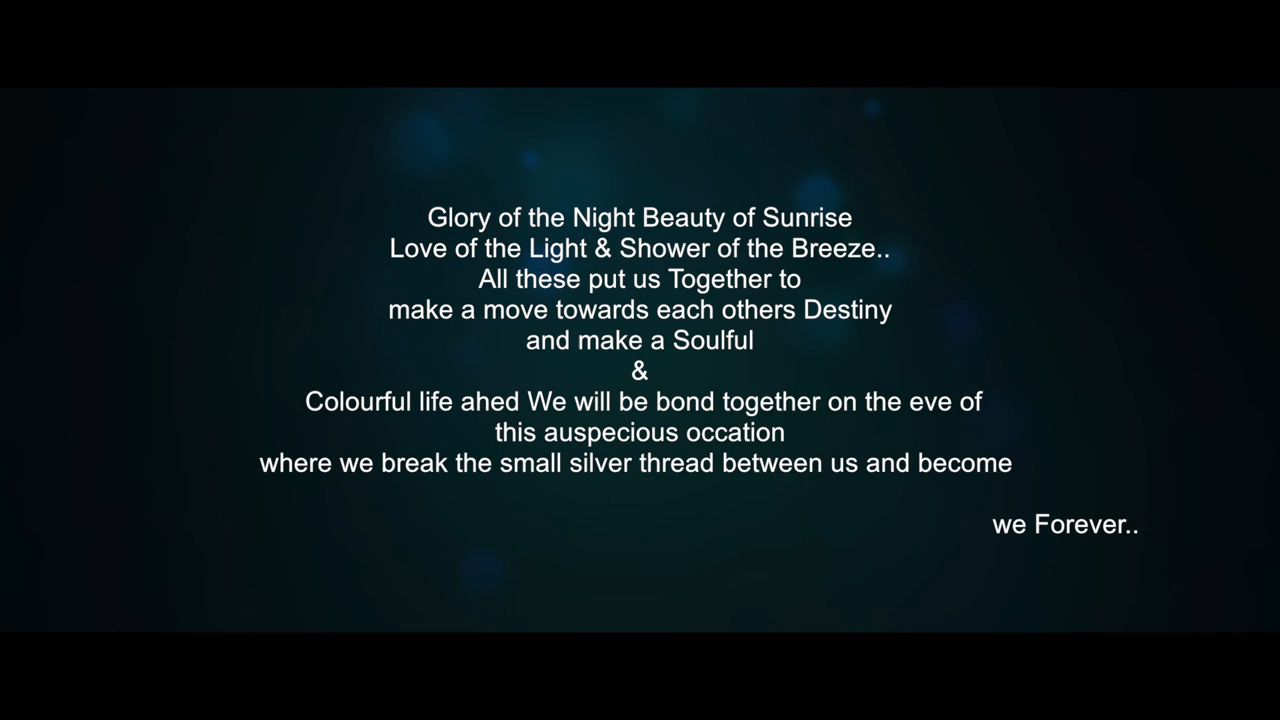 Glory of the Night Beauty of Sunrise
Love of the Light & Shower of the Breeze..
All these put us Together to
make a move towards each others Destiny
and make a Soulful
&
Colourful life ahed We will be bond together on the eve of
this auspecious occation
where we break the small silver thread between us and become
we Forever..